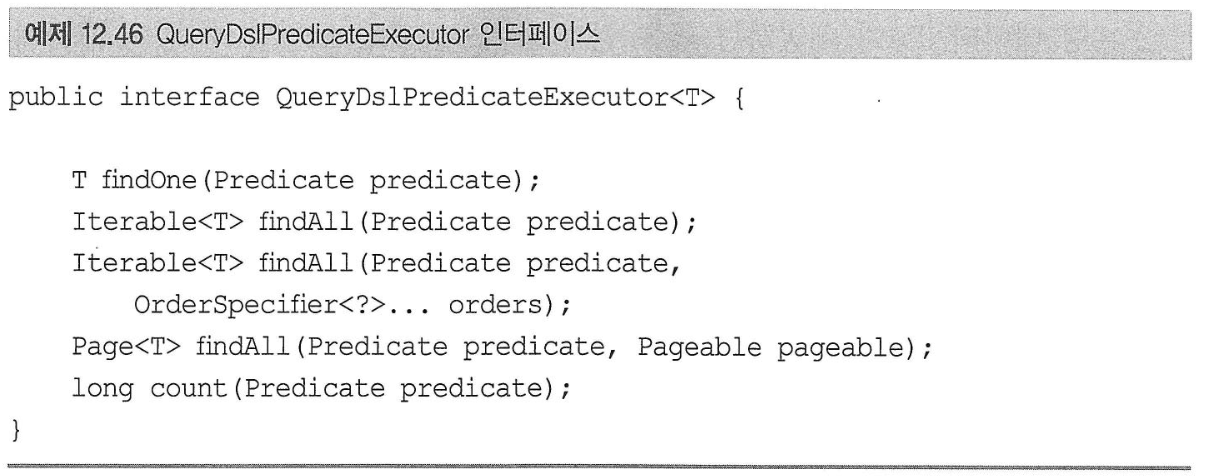 예제 12.46 QueryDslPredicateExecutor 인터페이스
public interface QueryDslPredicateExecutor<T> {
    T findOne(Predicate predicate);
    Iterable<T> findAll(Predicate predicate);
    Iterable<T> findAll(Predicate predicate,
        OrderSpecifier<?>... orders);
    Page<T> findAll(Predicate predicate, Pageable pageable);
    long count(Predicate predicate);
}